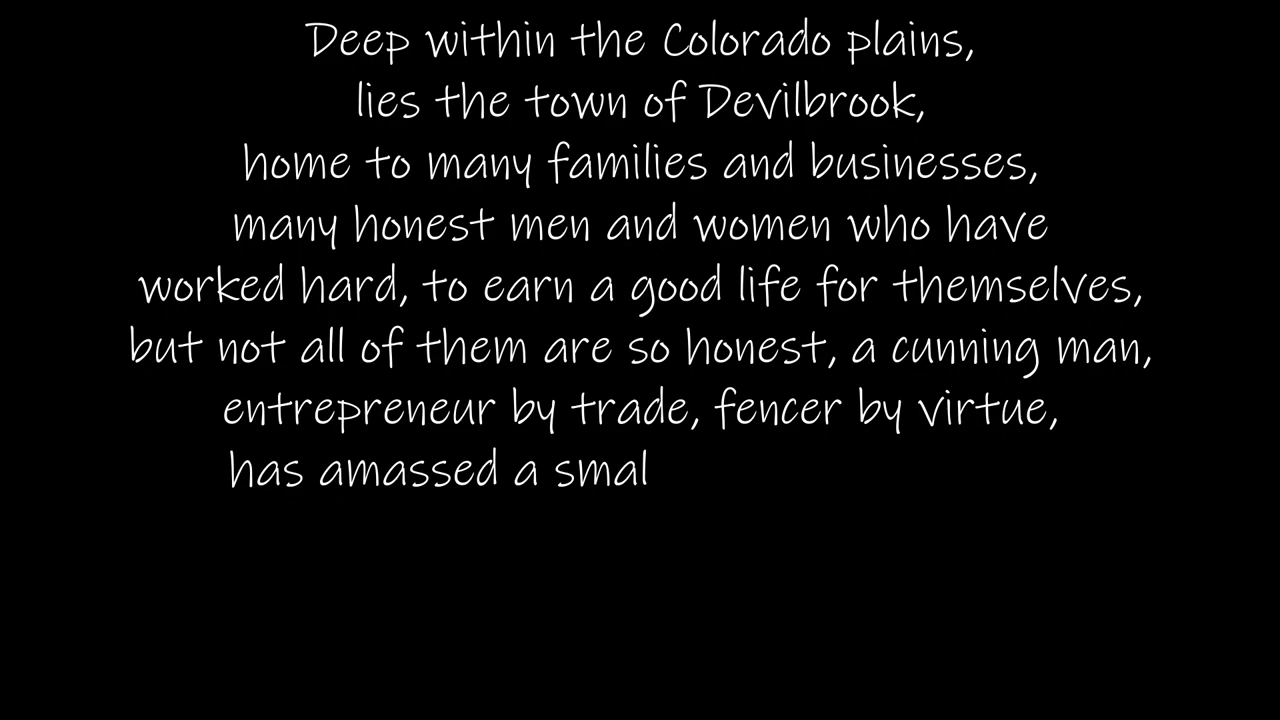 Deep within the Colorado plains,
lies the town of Devilbrook,
home to many families and businesses,
many honest men and women who have
worked hard, to earn a good life for themselves,
but not all of them are so honest, a cunning man,
entrepreneur by trade, fencer by virtue,
has amassed a smal